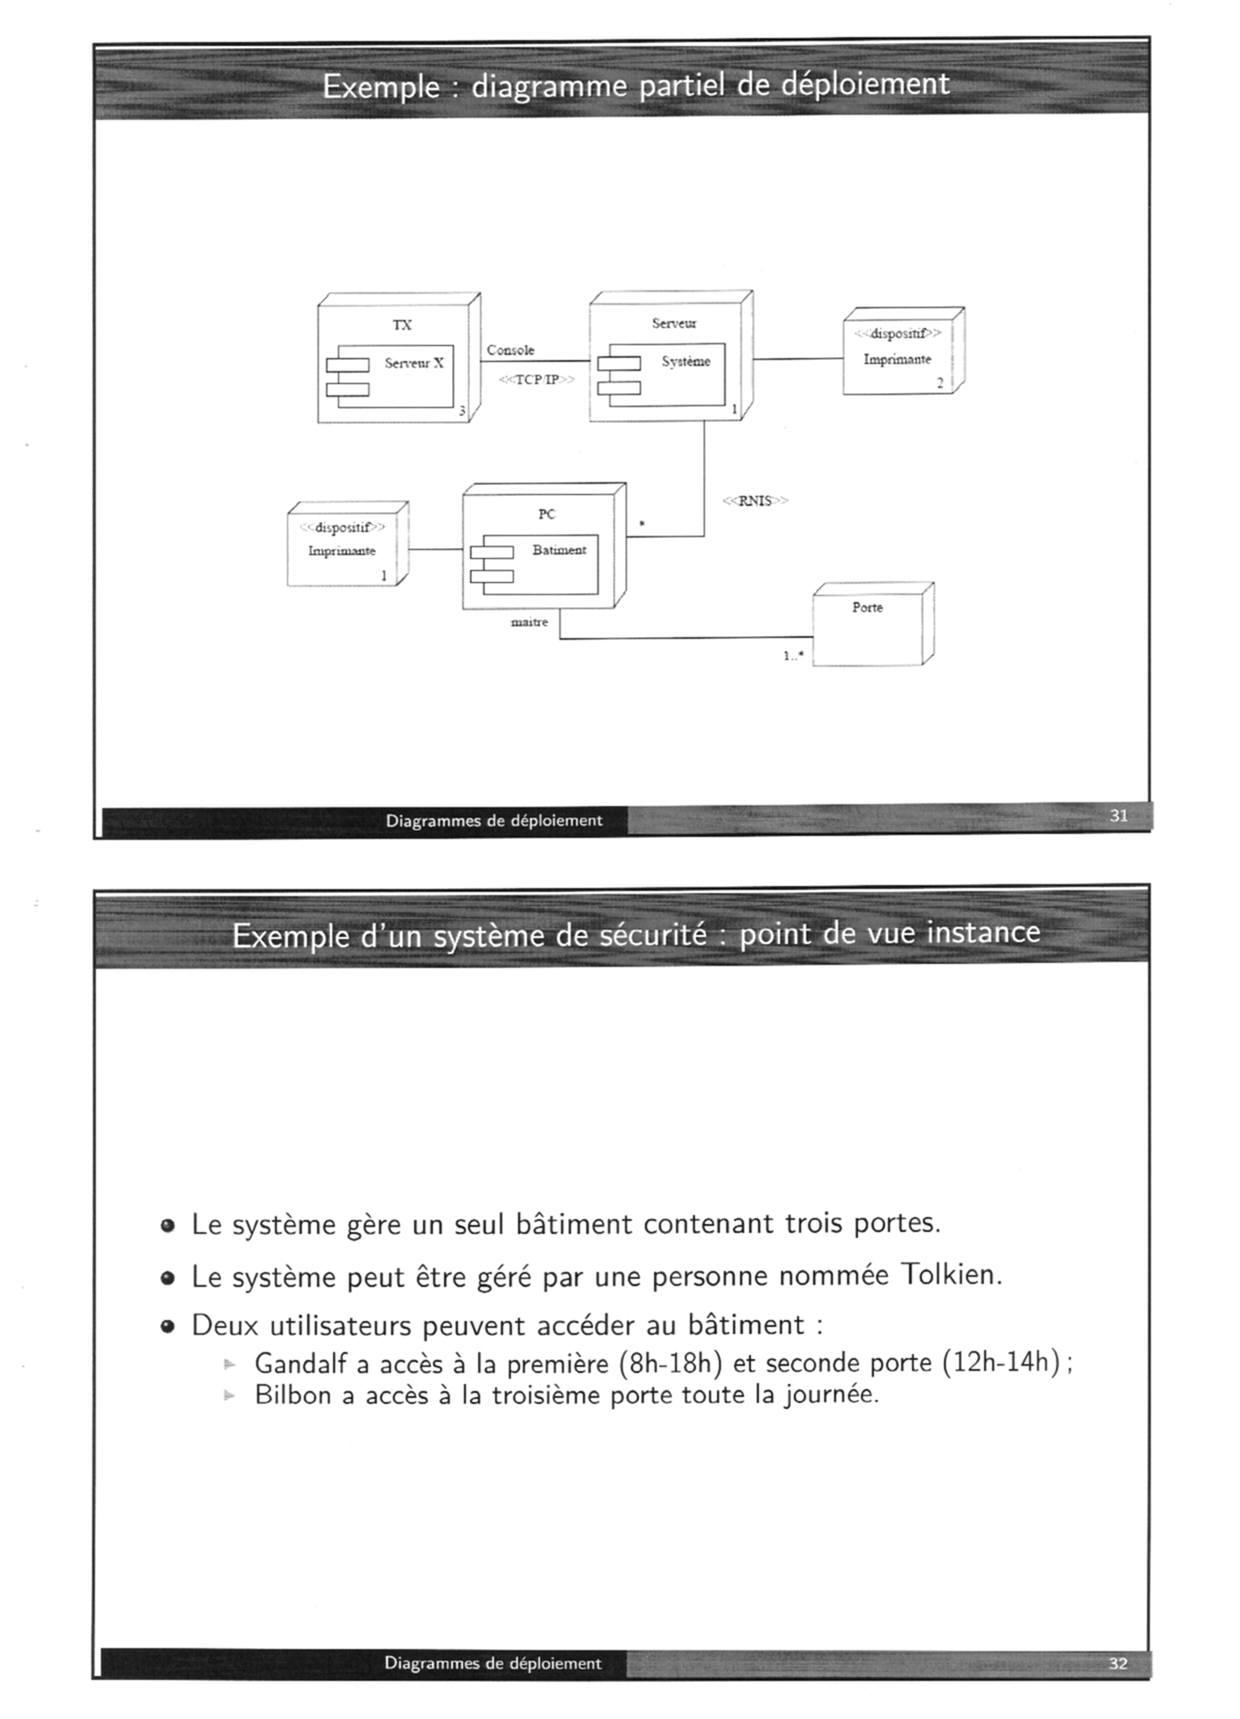 Exemple : diagramme partiel de déploiement
TX
Serveur X
3
Console
<<TCP/IP>>
Serveur
Système
1
<<dispositif>>
Imprimante
2
<<RNIS>>
<<dispositif>>
Imprimante
1
PC
Batiment
*
maitre
1..*
Porte
Diagrammes de déploiement
31
Exemple d'un système de sécurité : point de vue instance
Le système gère un seul bâtiment contenant trois portes.
Le système peut être géré par une personne nommée Tolkien.
Deux utilisateurs peuvent accéder au bâtiment :
Gandalf a accès à la première (8h-18h) et seconde porte (12h-14h) ;
Bilbon a accès à la troisième porte toute la journée.
Diagrammes de déploiement
32